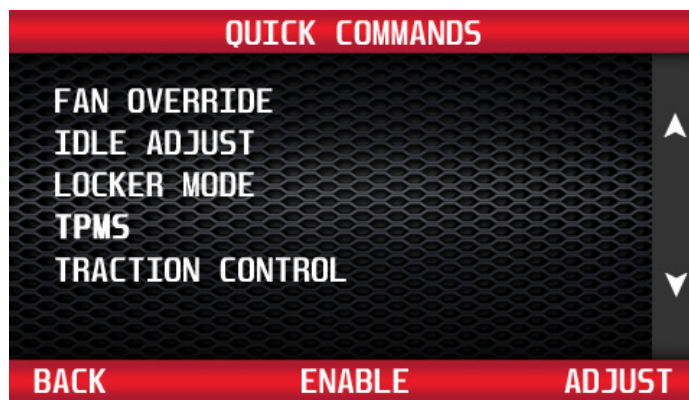 QUICK COMMANDS
FAN OVERRIDE
IDLE ADJUST
LOCKER MODE
TPMS
TRACTION CONTROL
BACK ENABLE ADJUST